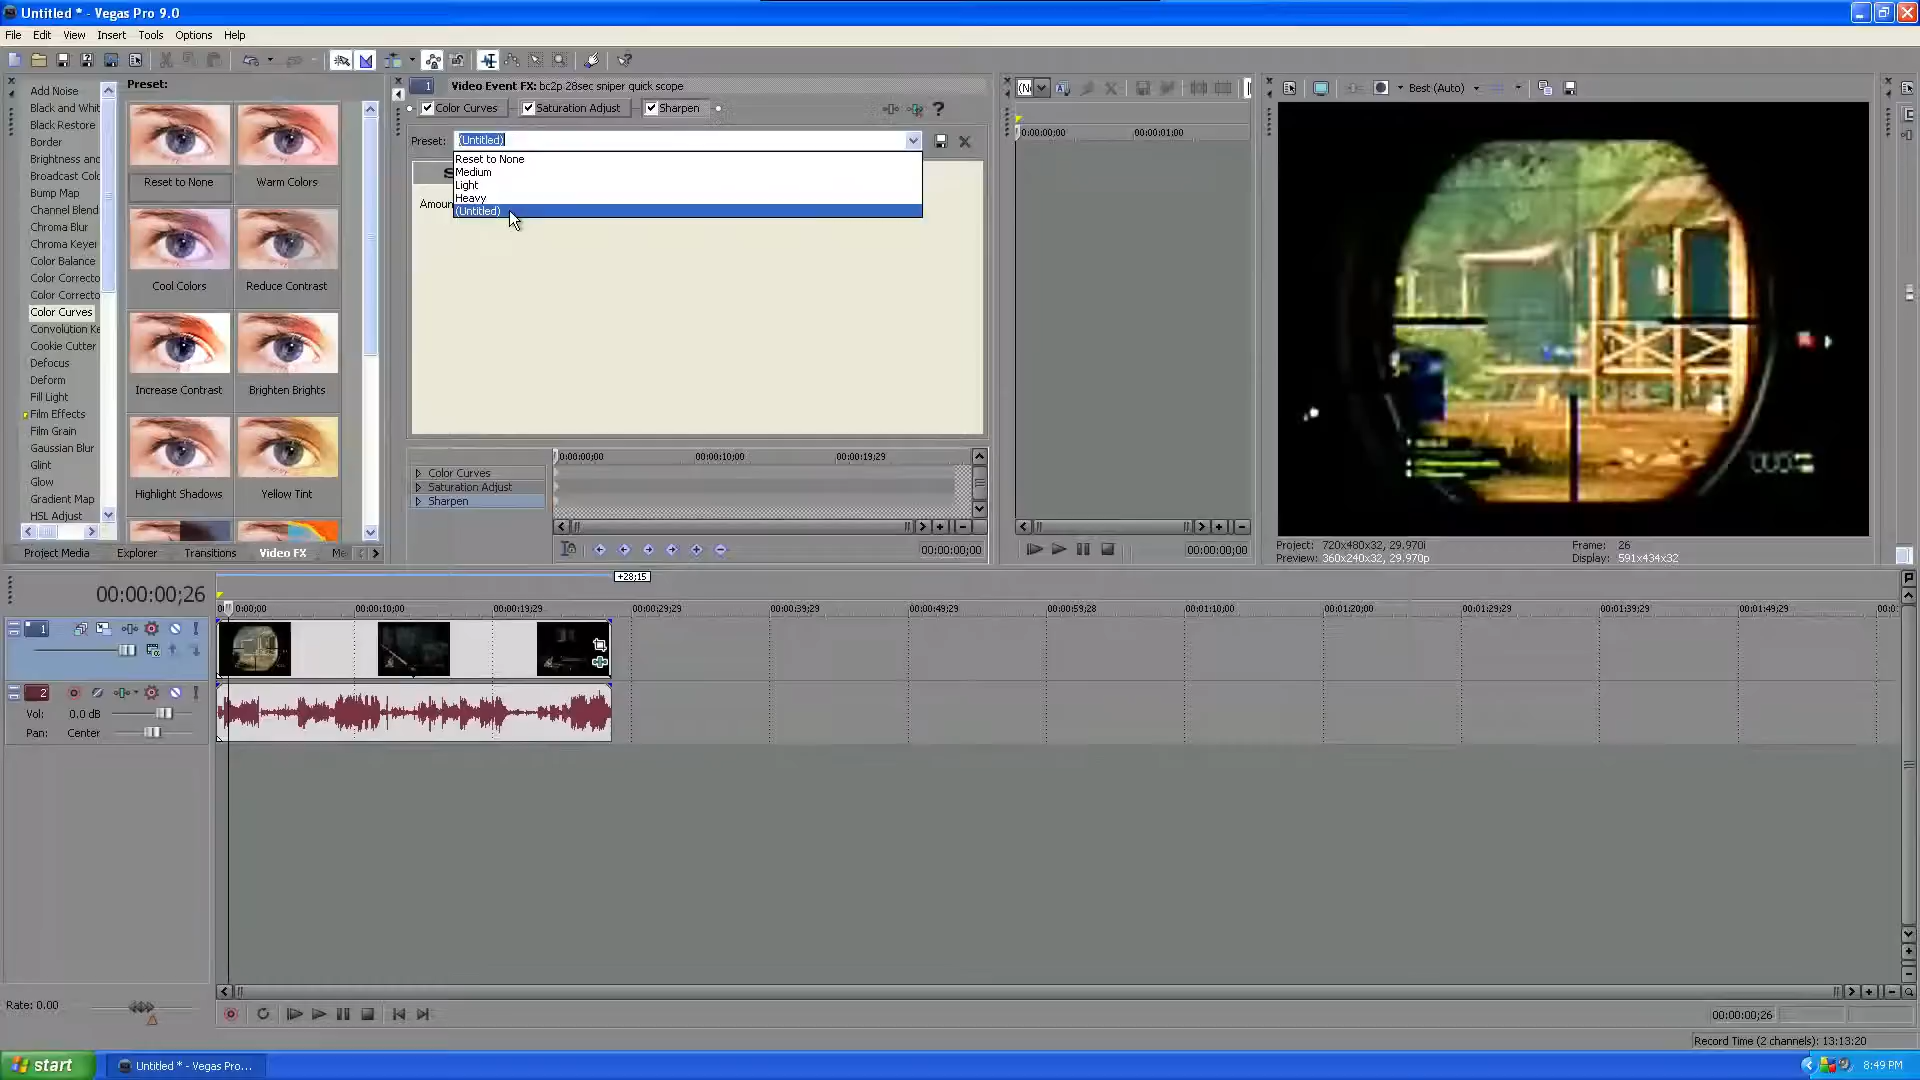 Untitled * - Vegas Pro 9.0
File Edit View Insert Tools Options Help
Add Noise
Black and Whit
Black Restore
Border
Brightness and
Broadcast Colo
Bump Map
Channel Blend
Chroma Blur
Chroma Keyer
Color Balance
Color Correcto
Color Correcto
Color Curves
Convolution Ke
Cookie Cutter
Defocus
Deform
Fill Light
Film Effects
Film Grain
Gaussian Blur
Glint
Glow
Gradient Map
HSL Adjust
Preset:
Reset to None Warm Colors
Cool Colors Reduce Contrast
Increase Contrast Brighten Brights
Highlight Shadows Yellow Tint
Project Media Explorer Transitions Video FX Me
1 Video Event FX: bc2p 28sec sniper quick scope
Color Curves Saturation Adjust Sharpen ?
Preset: (Untitled)
Reset to None
Medium
Light
Heavy
(Untitled)
S
Amoun
0:00:00;00 00:00:10;00 00:00:19;29
Color Curves
Saturation Adjust
Sharpen
00:00:00;00
(N
0:00:00;00 00:00:01;00
00:00:00;00
Best (Auto)
Project: 720x480x32, 29.970i Frame: 26
Preview: 360x240x32, 29.970p Display: 591x434x32
+28;15
00:00:00;26
0:00;00 00:00:10;00 00:00:19;29 00:00:29;29 00:00:39;29 00:00:49;29 00:00:59;28 00:01:10;00 00:01:20;00 00:01:29;29 00:01:39;29 00:01:49;29 00:0
1
2
Vol: 0.0 dB
Pan: Center
Rate: 0.00
00:00:00;26
Record Time (2 channels): 13:13:20
start Untitled * - Vegas Pro... 8:49 PM